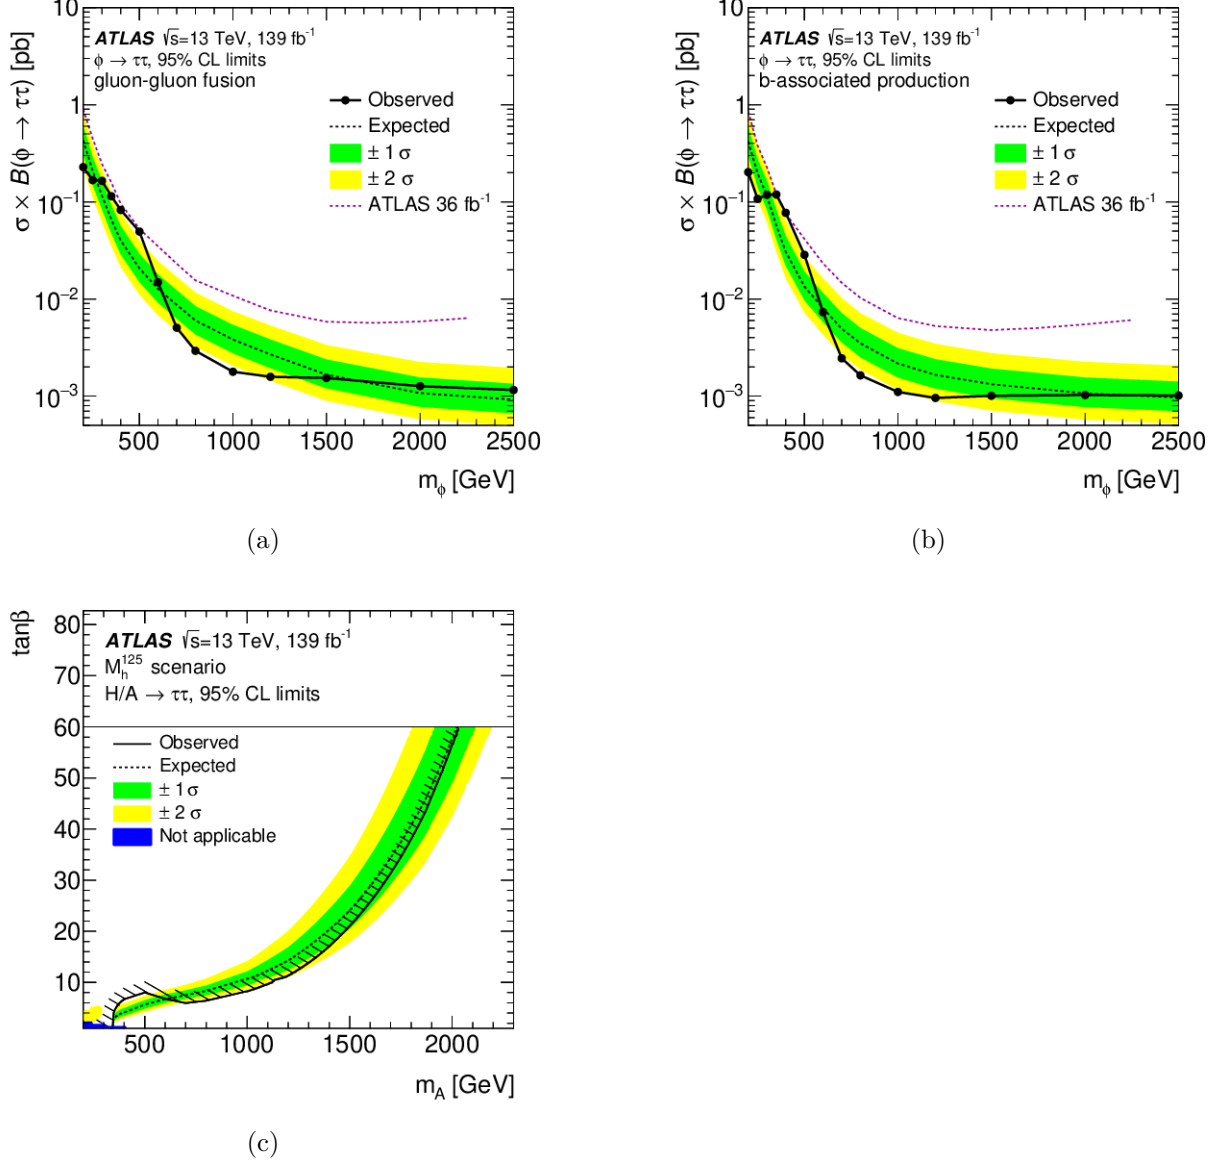 ATLAS √s=13 TeV, 139 fb⁻¹
ϕ → ττ, 95% CL limits
gluon-gluon fusion
Observed
Expected
± 1 σ
± 2 σ
ATLAS 36 fb⁻¹
σ × B(ϕ → ττ) [pb]
10
1
10⁻¹
10⁻²
10⁻³
500 1000 1500 2000 2500
m_ϕ [GeV]
(a)
ATLAS √s=13 TeV, 139 fb⁻¹
ϕ → ττ, 95% CL limits
b-associated production
Observed
Expected
± 1 σ
± 2 σ
ATLAS 36 fb⁻¹
σ × B(ϕ → ττ) [pb]
10
1
10⁻¹
10⁻²
10⁻³
500 1000 1500 2000 2500
m_ϕ [GeV]
(b)
tanβ
ATLAS √s=13 TeV, 139 fb⁻¹
M_h^125 scenario
H/A → ττ, 95% CL limits
Observed
Expected
± 1 σ
± 2 σ
Not applicable
80
70
60
50
40
30
20
10
500 1000 1500 2000
m_A [GeV]
(c)